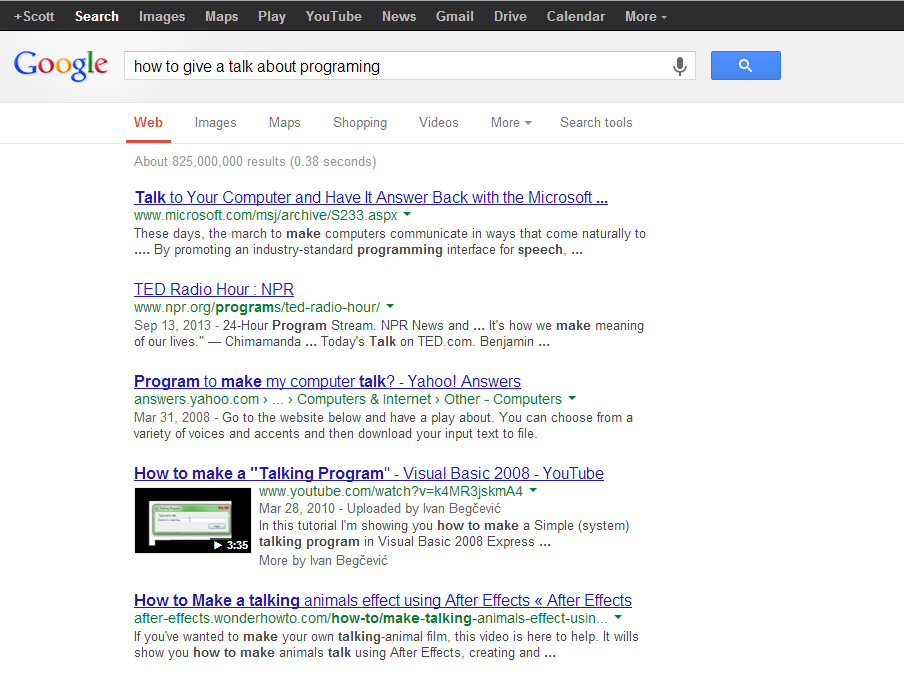 +Scott Search Images Maps Play YouTube News Gmail Drive Calendar More
Google how to give a talk about programing
Web Images Maps Shopping Videos More Search tools
About 825,000,000 results (0.38 seconds)
Talk to Your Computer and Have It Answer Back with the Microsoft ...
www.microsoft.com/msj/archive/S233.aspx
These days, the march to make computers communicate in ways that come naturally to
.... By promoting an industry-standard programming interface for speech, ...
TED Radio Hour : NPR
www.npr.org/programs/ted-radio-hour/
Sep 13, 2013 - 24-Hour Program Stream. NPR News and ... It's how we make meaning
of our lives." — Chimamanda ... Today's Talk on TED.com. Benjamin ...
Program to make my computer talk? - Yahoo! Answers
answers.yahoo.com › ... › Computers & Internet › Other - Computers
Mar 31, 2008 - Go to the website below and have a play about. You can choose from a
variety of voices and accents and then download your input text to file.
How to make a "Talking Program" - Visual Basic 2008 - YouTube
www.youtube.com/watch?v=k4MR3jskmA4
Mar 28, 2010 - Uploaded by Ivan Begčević
In this tutorial I'm showing you how to make a Simple (system)
talking program in Visual Basic 2008 Express ...
3:35
More by Ivan Begčević
How to Make a talking animals effect using After Effects « After Effects
after-effects.wonderhowto.com/how-to/make-talking-animals-effect-usin...
If you've wanted to make your own talking-animal film, this video is here to help. It wills
show you how to make animals talk using After Effects, creating and ...